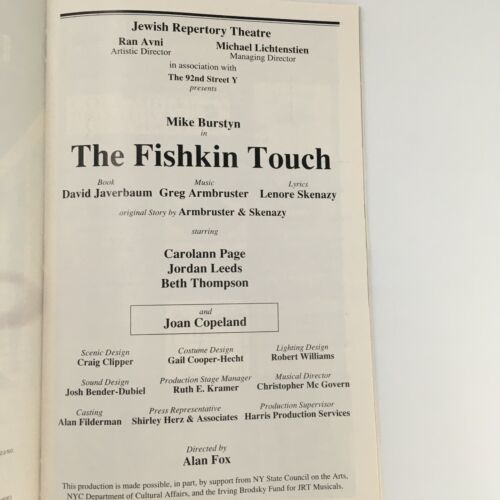 Jewish Repertory Theatre
Ran Avni Michael Lichtenstien
Artistic Director Managing Director
in association with
The 92nd Street Y
presents
Mike Burstyn
in
The Fishkin Touch
Book Music Lyrics
David Javerbaum Greg Armbruster Lenore Skenazy
original Story by Armbruster & Skenazy
starring
Carolann Page
Jordan Leeds
Beth Thompson
and
Joan Copeland
Scenic Design Costume Design Lighting Design
Craig Clipper Gail Cooper-Hecht Robert Williams
Sound Design Production Stage Manager Musical Director
Josh Bender-Dubiel Ruth E. Kramer Christopher Mc Govern
Casting Press Representative Production Supervisor
Alan Filderman Shirley Herz & Associates Harris Production Services
Directed by
Alan Fox
This production is made possible, in part, by support from NY State Council on the Arts,
NYC Department of Cultural Affairs, and the Irving Brodsky Fund for JRT Musicals.